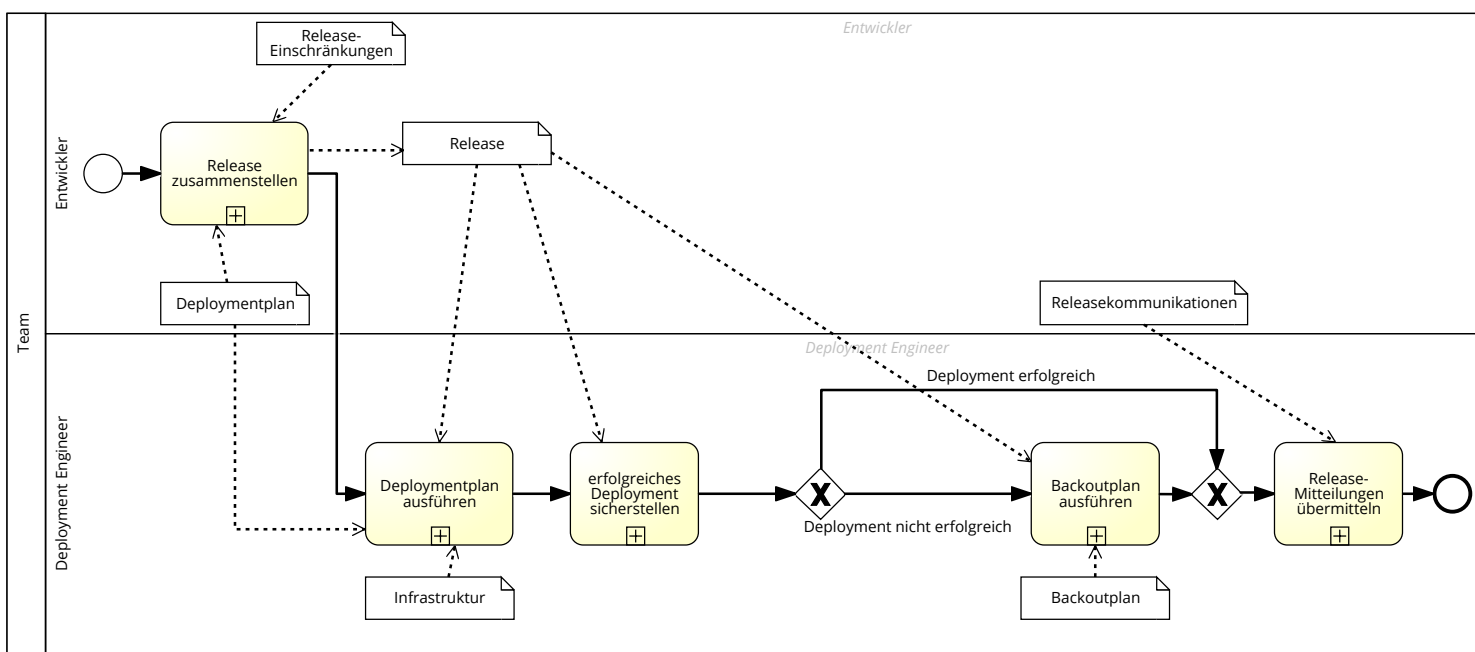 Entwickler
Release-
Einschränkungen
Release
Entwickler
Release
zusammenstellen
Deploymentplan
Releasekommunikationen
Team
Deployment Engineer
Deployment erfolgreich
Deployment Engineer
Deploymentplan
ausführen
erfolgreiches
Deployment
sicherstellen
X
Deployment nicht erfolgreich
Backoutplan
ausführen
X
Release-
Mitteilungen
übermitteln
Infrastruktur
Backoutplan